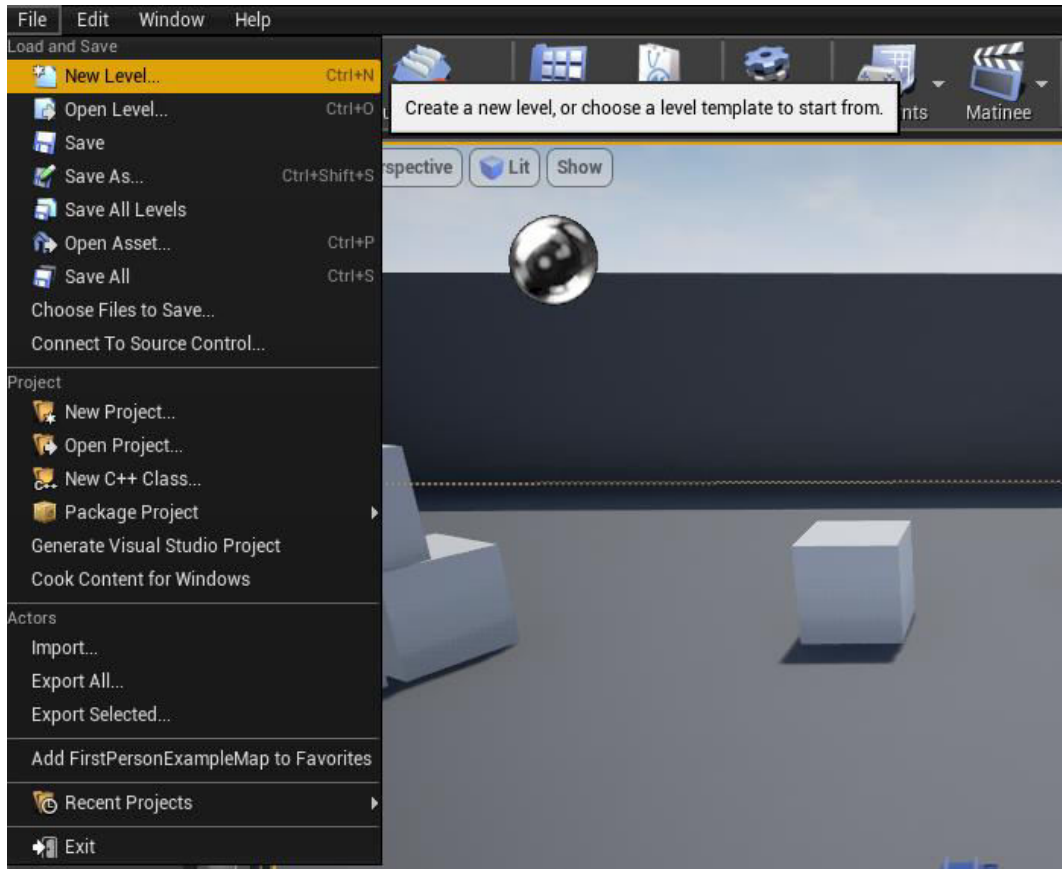 File Edit Window Help
Load and Save
New Level... Ctrl+N
Create a new level, or choose a level template to start from.
nts Matinee
Open Level... Ctrl+O
Save
Save As... Ctrl+Shift+S
spective Lit Show
Save All Levels
Open Asset... Ctrl+P
Save All Ctrl+S
Choose Files to Save...
Connect To Source Control...
Project
New Project...
Open Project...
New C++ Class...
Package Project
Generate Visual Studio Project
Cook Content for Windows
Actors
Import...
Export All...
Export Selected...
Add FirstPersonExampleMap to Favorites
Recent Projects
Exit